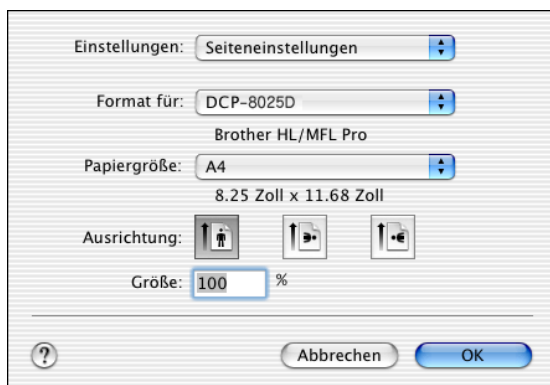 Einstellungen: Seiteneinstellungen
Format für: DCP-8025D
Brother HL/MFL Pro
Papiergröße: A4
8.25 Zoll x 11.68 Zoll
Ausrichtung:
Größe: 100 %
? Abbrechen OK